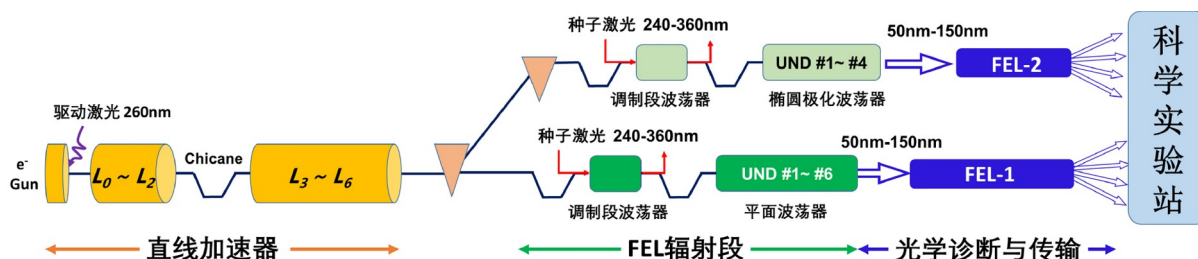 种子激光 240-360nm
50nm-150nm
UND #1~ #4
FEL-2
调制段波荡器
椭圆极化波荡器
驱动激光 260nm
e-
Gun
L0 ~ L2
Chicane
L3 ~ L6
种子激光 240-360nm
50nm-150nm
UND #1~ #6
FEL-1
调制段波荡器
平面波荡器
科学实验站
直线加速器
FEL辐射段
光学诊断与传输